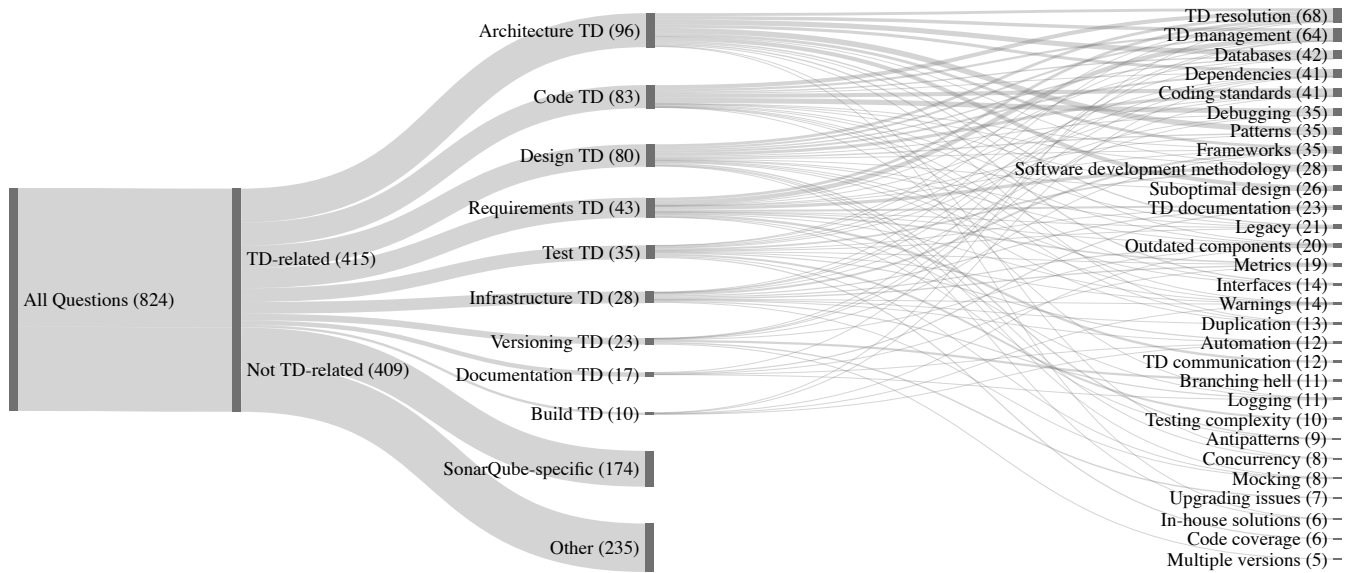 All Questions (824)
TD-related (415)
Not TD-related (409)
Architecture TD (96)
Code TD (83)
Design TD (80)
Requirements TD (43)
Test TD (35)
Infrastructure TD (28)
Versioning TD (23)
Documentation TD (17)
Build TD (10)
SonarQube-specific (174)
Other (235)
TD resolution (68)
TD management (64)
Databases (42)
Dependencies (41)
Coding standards (41)
Debugging (35)
Patterns (35)
Frameworks (35)
Software development methodology (28)
Suboptimal design (26)
TD documentation (23)
Legacy (21)
Outdated components (20)
Metrics (19)
Interfaces (14)
Warnings (14)
Duplication (13)
Automation (12)
TD communication (12)
Branching hell (11)
Logging (11)
Testing complexity (10)
Antipatterns (9)
Concurrency (8)
Mocking (8)
Upgrading issues (7)
In-house solutions (6)
Code coverage (6)
Multiple versions (5)